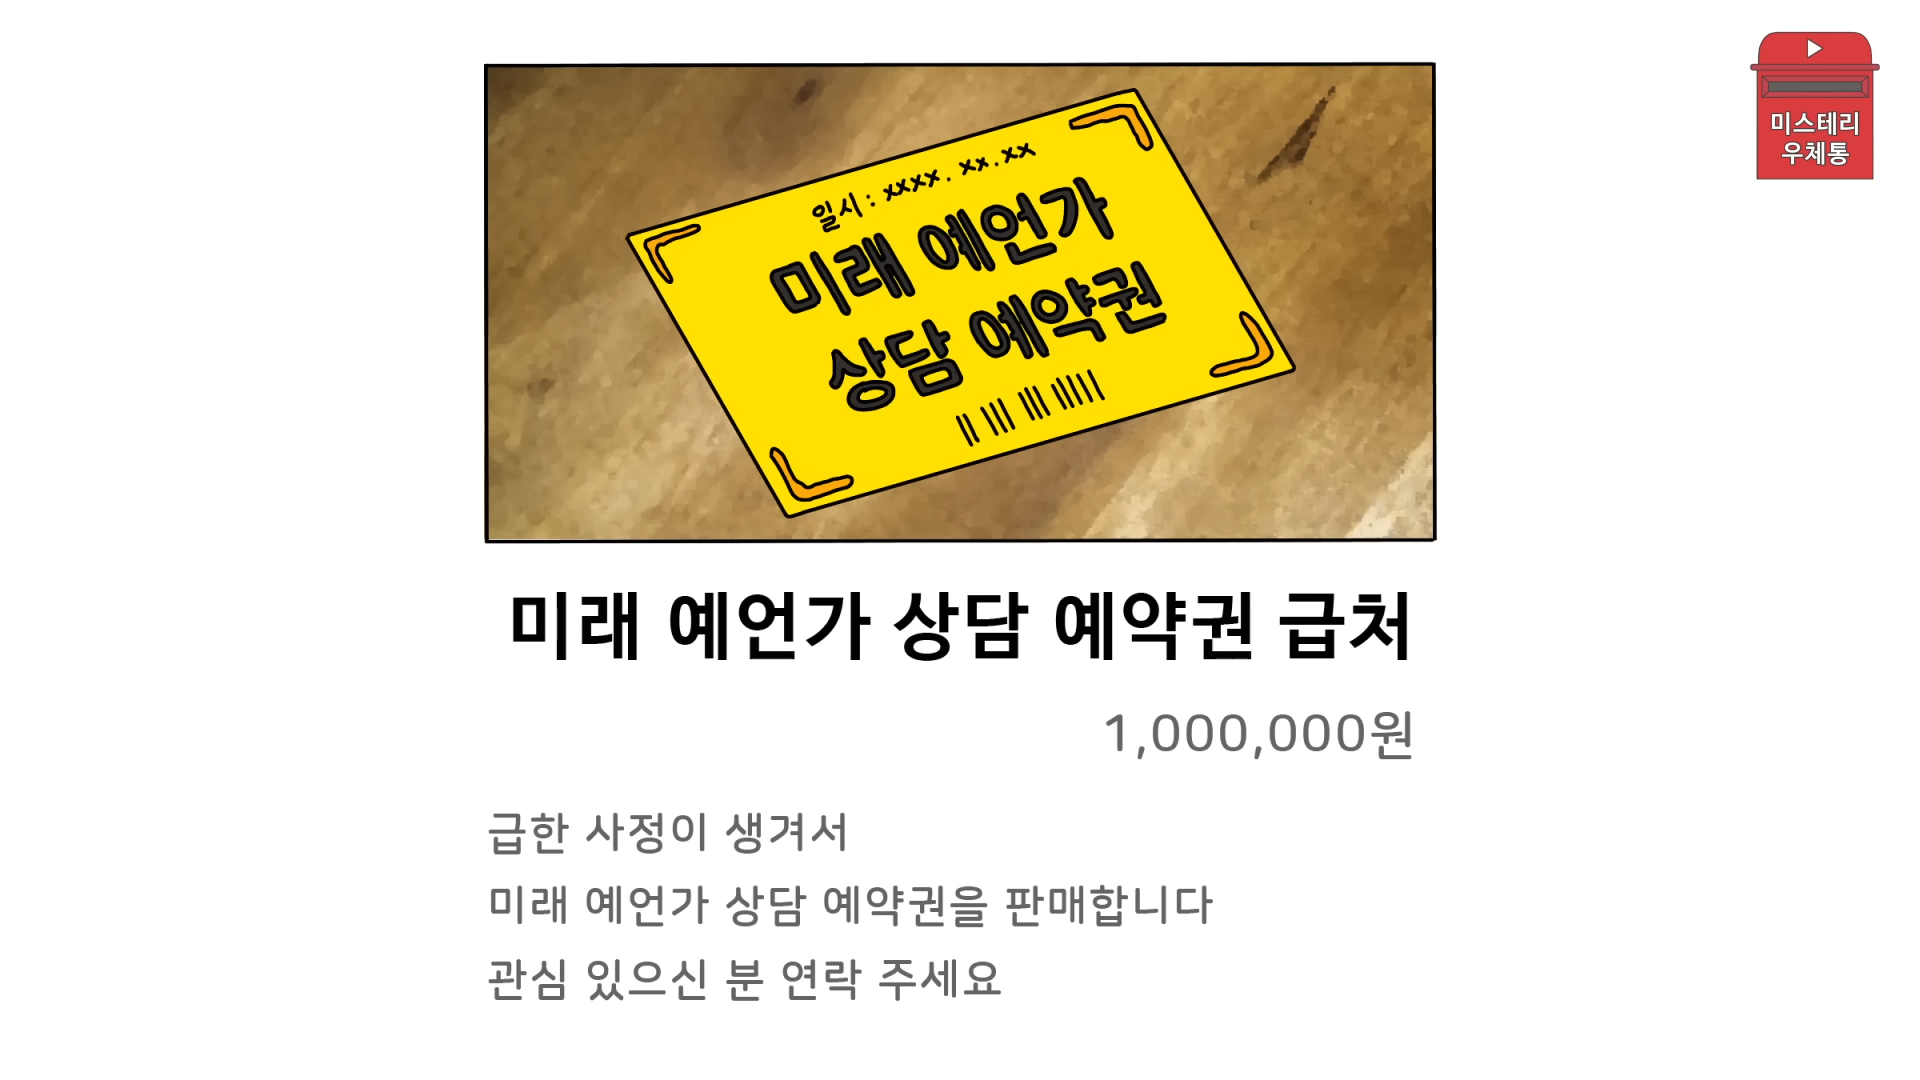 미스테리
우체통
일시 : xxxx. xx.xx
미래 예언가
상담 예약권
미래 예언가 상담 예약권 급처
1,000,000원
급한 사정이 생겨서
미래 예언가 상담 예약권을 판매합니다
관심 있으신 분 연락 주세요